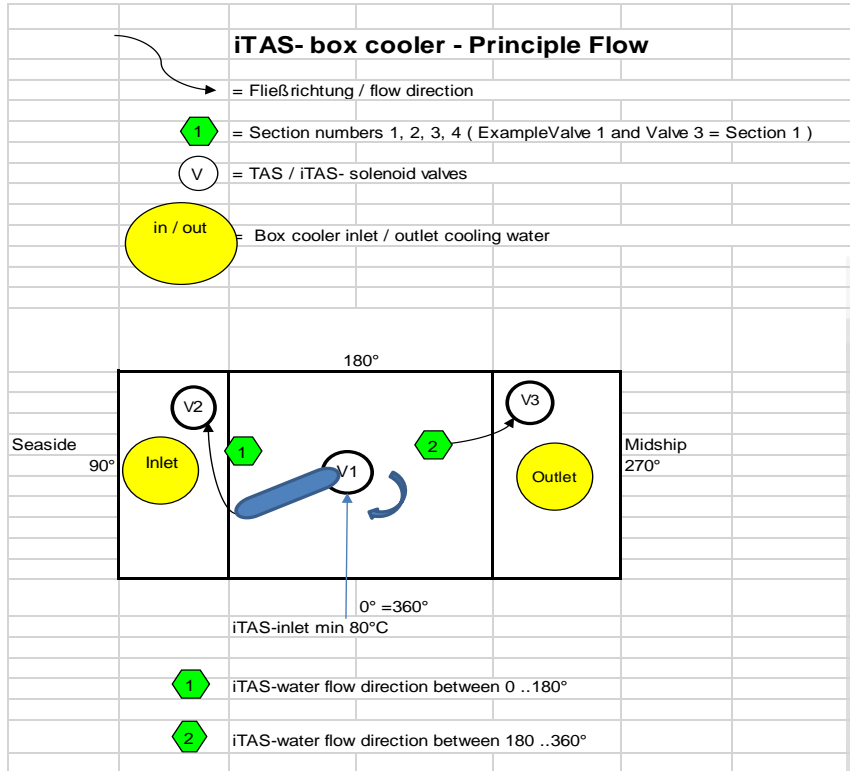 iTAS- box cooler - Principle Flow
= Fließrichtung / flow direction
1 = Section numbers 1, 2, 3, 4 ( ExampleValve 1 and Valve 3 = Section 1 )
V = TAS / iTAS- solenoid valves
in / out = Box cooler inlet / outlet cooling water
180°
V2 V3
Seaside 1 2 Midship
90° Inlet V1 Outlet 270°
0° =360°
iTAS-inlet min 80°C
1 iTAS-water flow direction between 0 ..180°
2 iTAS-water flow direction between 180 ..360°